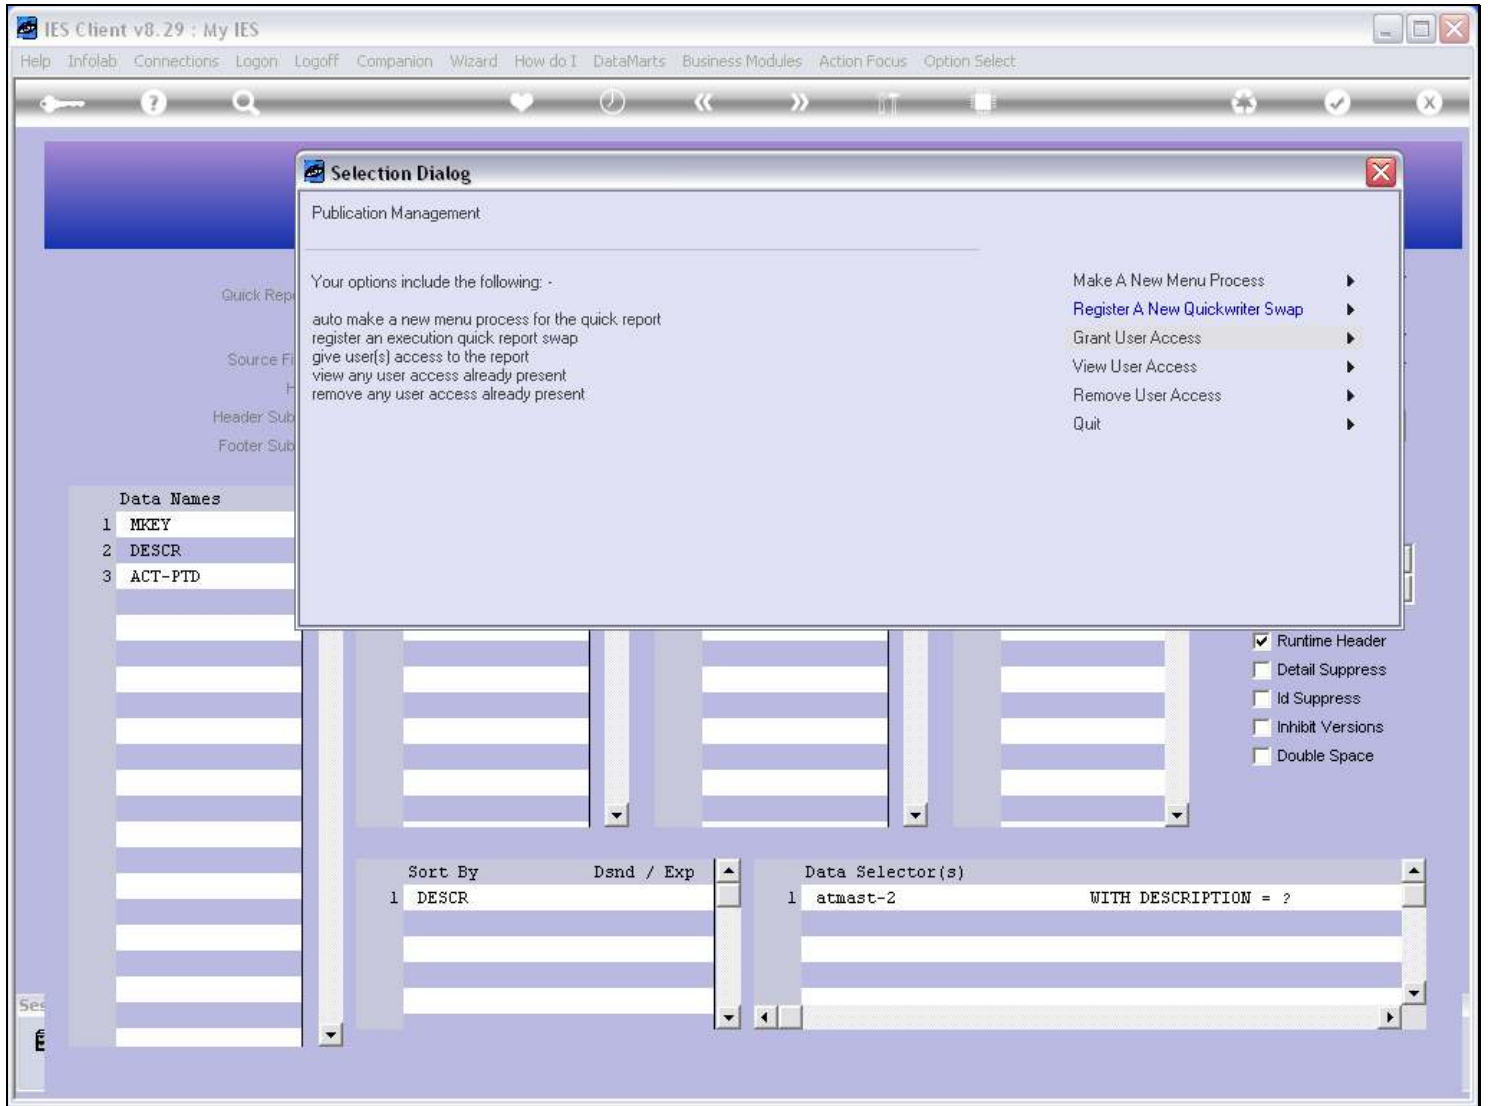 IES Client v8.29 : My IES
Help Infolab Connections Logon Logoff Companion Wizard How do I DataMarts Business Modules Action Focus Option Select
Selection Dialog
Publication Management
Your options include the following: -
auto make a new menu process for the quick report
register an execution quick report swap
give user(s) access to the report
view any user access already present
remove any user access already present
Make A New Menu Process
Register A New Quickwriter Swap
Grant User Access
View User Access
Remove User Access
Quit
Quick Rep
Source Fi
H
Header Sub
Footer Sub
Data Names
1 MKEY
2 DESCR
3 ACT-PTD
Runtime Header
Detail Suppress
Id Suppress
Inhibit Versions
Double Space
Sort By Dsnd / Exp
1 DESCR
Data Selector(s)
1 atmast-2 WITH DESCRIPTION = ?
Ses